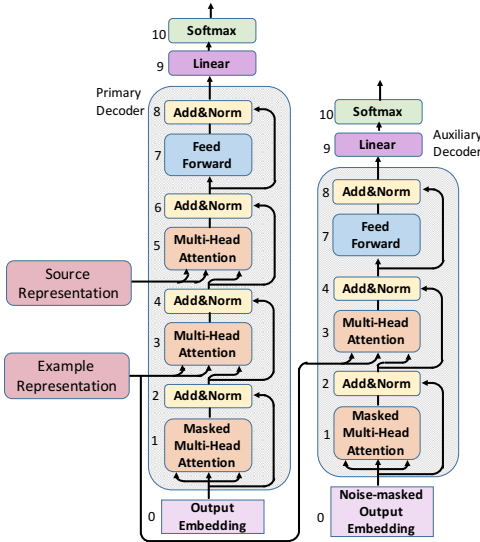 10 Softmax
9 Linear
Primary
Decoder
8 Add&Norm
7 Feed
Forward
6 Add&Norm
5 Multi-Head
Attention
Source
Representation
4 Add&Norm
3 Multi-Head
Attention
Example
Representation
2 Add&Norm
1 Masked
Multi-Head
Attention
0 Output
Embedding
10 Softmax
9 Linear
Auxiliary
Decoder
8 Add&Norm
7 Feed
Forward
4 Add&Norm
3 Multi-Head
Attention
2 Add&Norm
1 Masked
Multi-Head
Attention
0 Noise-masked
Output
Embedding